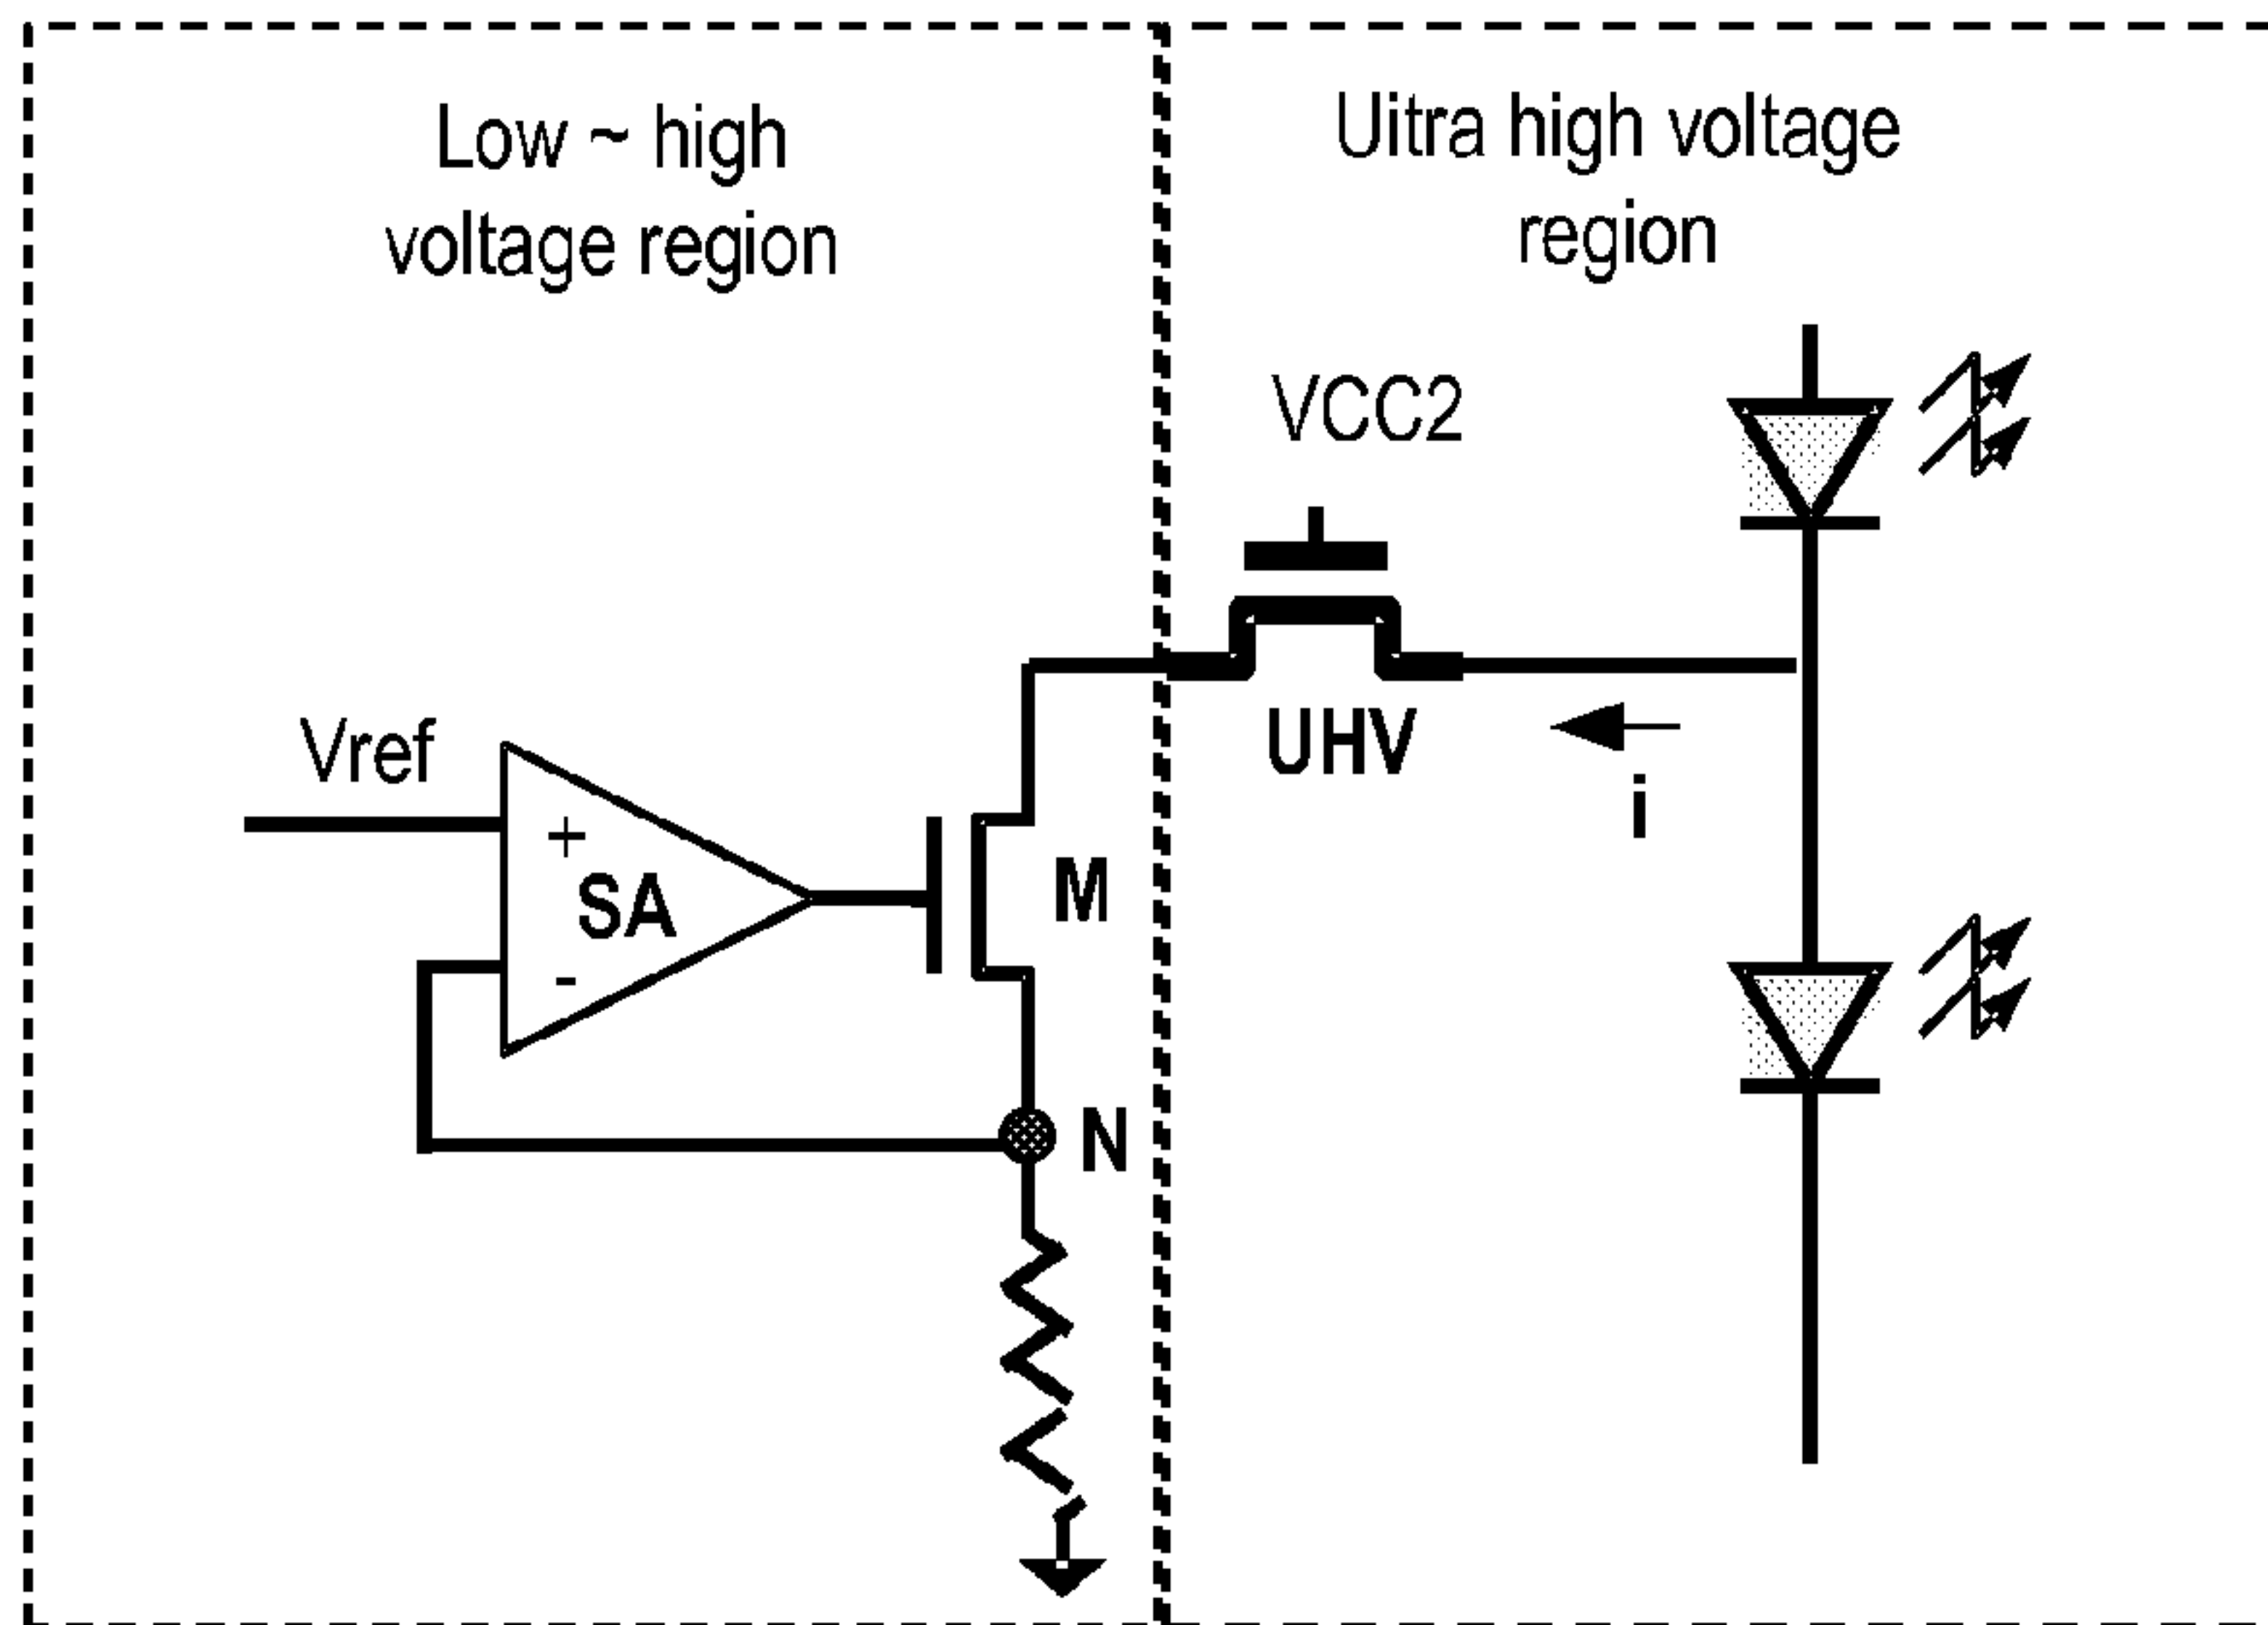 Low ~ high
voltage region
Uitra high voltage
region
VCC2
UHV
i
Vref
+
SA
-
M
N